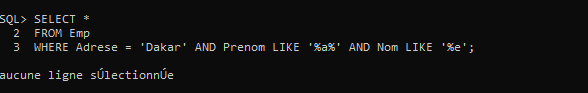 SQL> SELECT *
  2  FROM Emp
  3  WHERE Adrese = 'Dakar' AND Prenom LIKE '%a%' AND Nom LIKE '%e';
aucune ligne sÚlectionnÚe